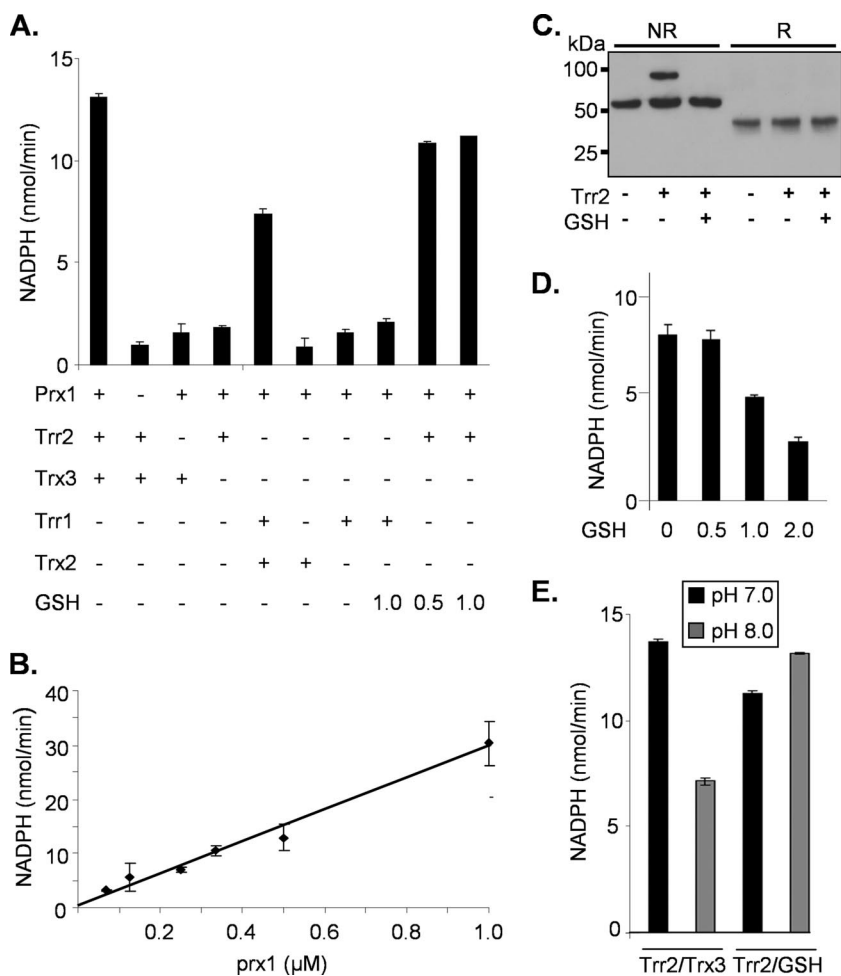 A.
NADPH (nmol/min)
15
10
5
0
Prx1 + - + + + + + + + +
Trr2 + + - + - - - - + +
Trx3 + + + - - - - - - -
Trr1 - - - - + - + + - -
Trx2 - - - - + + - - - -
GSH - - - - - - - 1.0 0.5 1.0
B.
NADPH (nmol/min)
40
30
20
10
0
0.2 0.4 0.6 0.8 1.0
prx1 (µM)
C.
NR R
kDa
100
50
25
Trr2 - + + - + +
GSH - - + - - +
D.
NADPH (nmol/min)
10
5
0
GSH 0 0.5 1.0 2.0
E.
pH 7.0
pH 8.0
NADPH (nmol/min)
15
10
5
0
Trr2/Trx3 Trr2/GSH